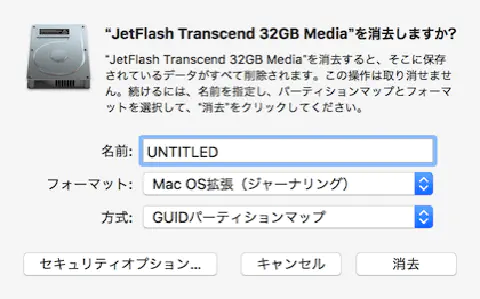 “JetFlash Transcend 32GB Media”を消去しますか?
“JetFlash Transcend 32GB Media”を消去すると、そこに保存
されているデータがすべて削除されます。この操作は取り消せませ
ん。続けるには、名前を指定し、パーティションマップとフォーマ
ットを選択して、“消去”をクリックしてください。
名前: UNTITLED
フォーマット: Mac OS拡張（ジャーナリング）
方式: GUIDパーティションマップ
セキュリティオプション... キャンセル 消去